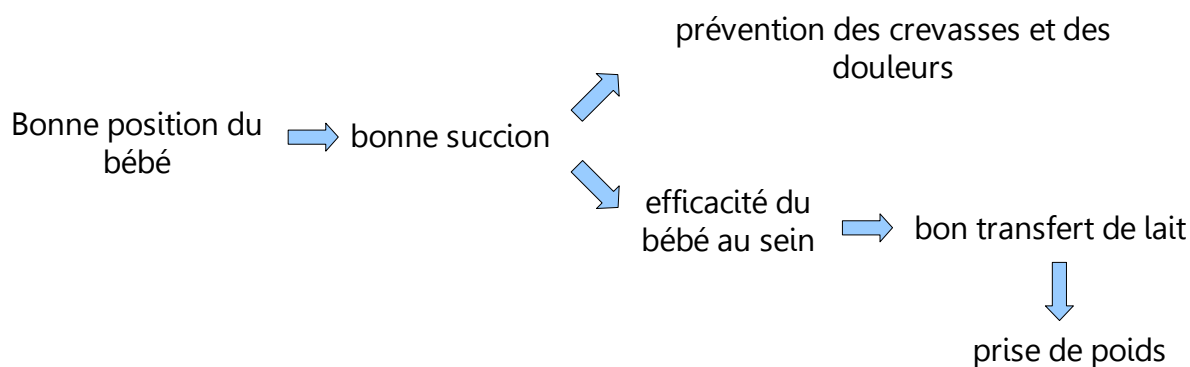 prévention des crevasses et des
douleurs
Bonne position du
bébé
bonne succion
efficacité du
bébé au sein
bon transfert de lait
prise de poids